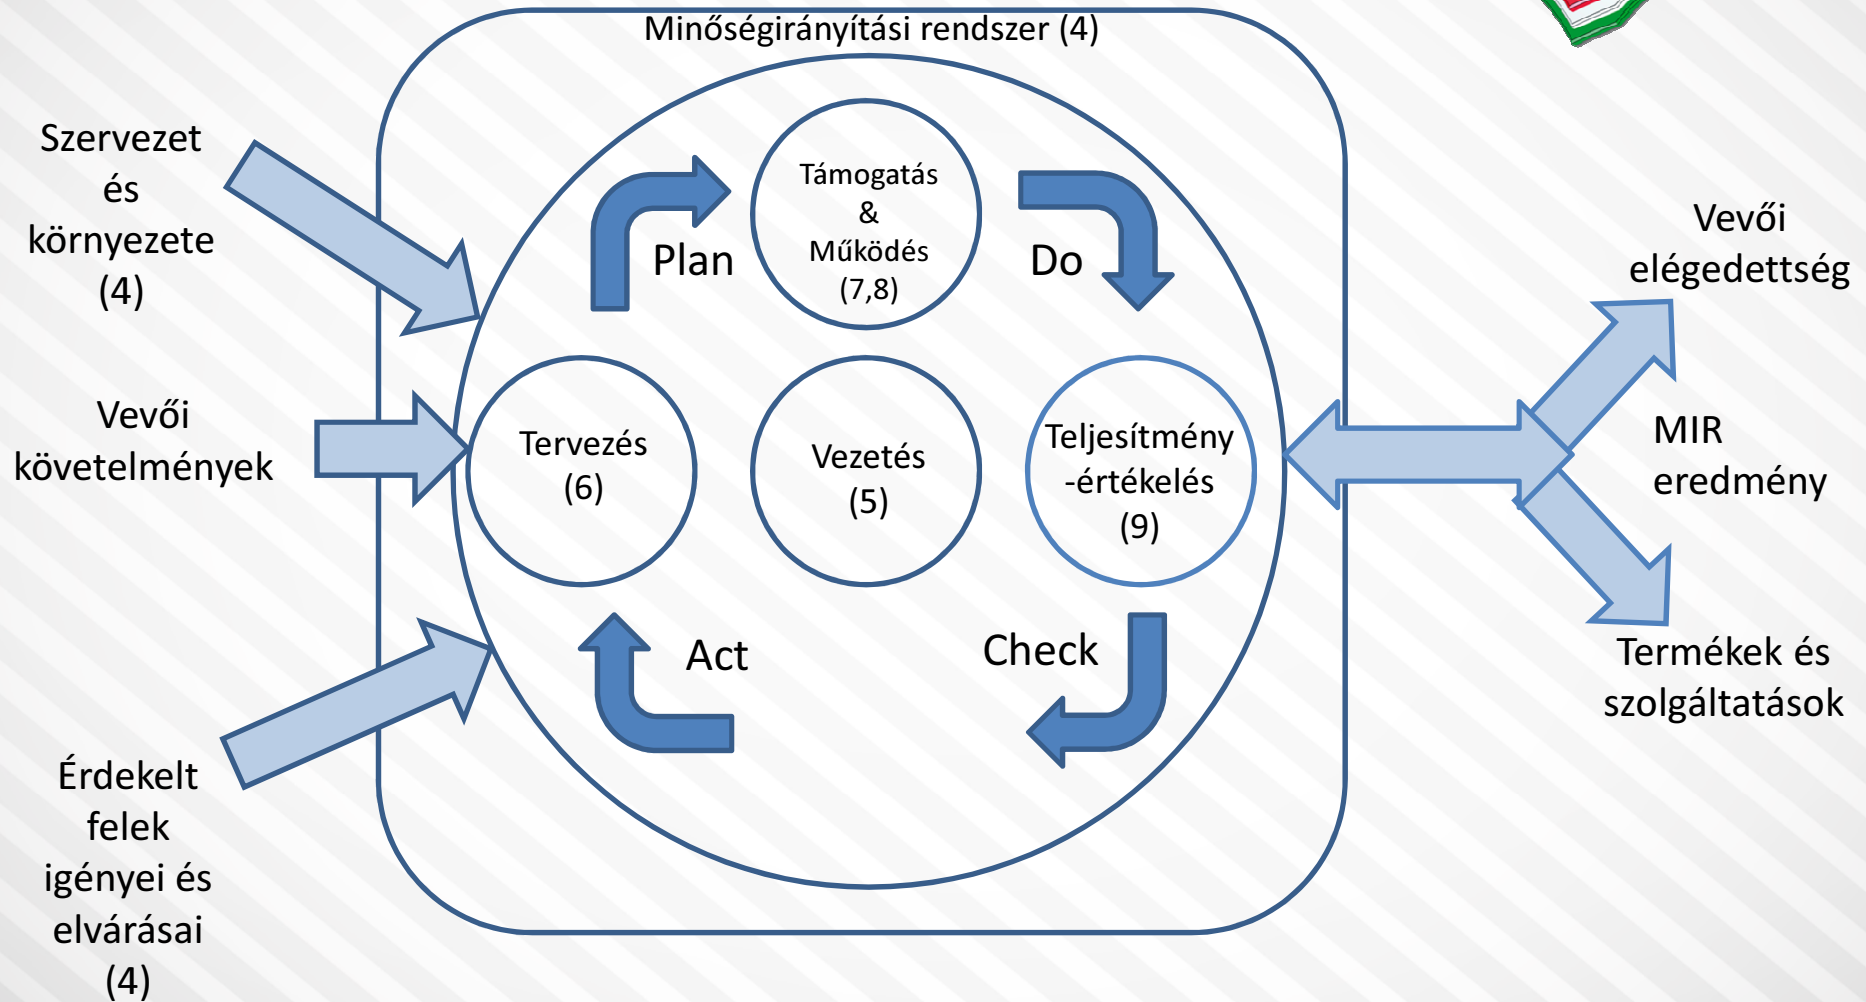 Minőségirányítási rendszer (4)
Szervezet
és
környezete
(4)
Vevői
követelmények
Érdekelt
felek
igényei és
elvárásai
(4)
Plan
Támogatás
&
Működés
(7,8)
Do
Tervezés
(6)
Vezetés
(5)
Teljesítmény
-értékelés
(9)
Act
Check
Vevői
elégedettség
MIR
eredmény
Termékek és
szolgáltatások